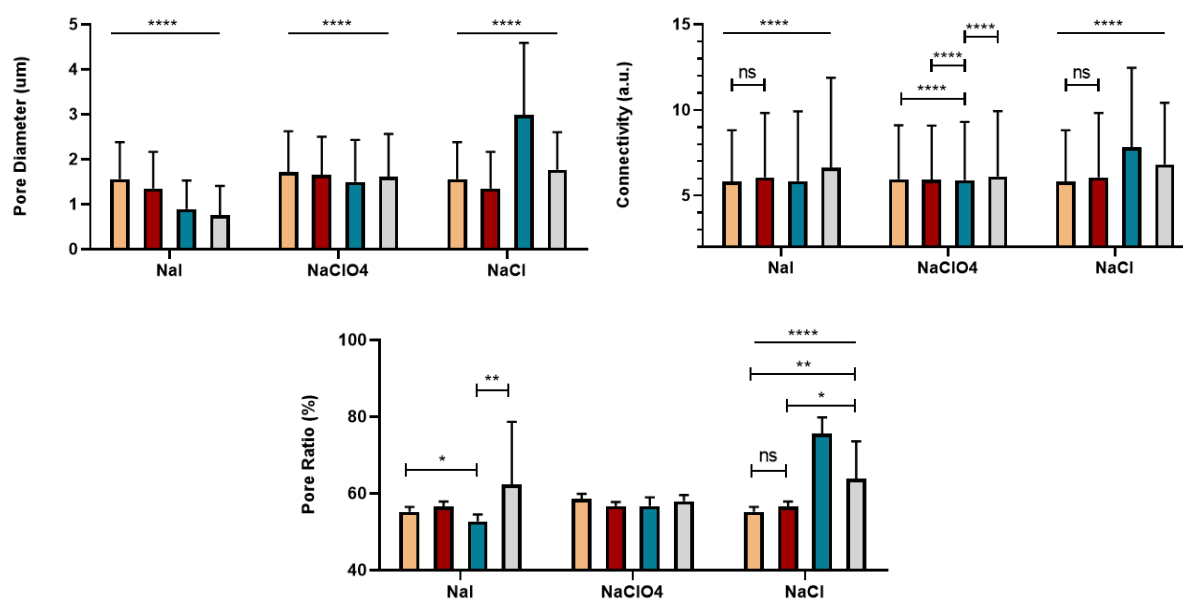 Pore Diameter (um)
5
4
3
2
1
0
****
****
****
NaI
NaClO4
NaCl
Connectivity (a.u.)
15
10
5
****
ns
****
****
****
****
ns
NaI
NaClO4
NaCl
Pore Ratio (%)
100
80
60
40
*
**
****
**
*
ns
NaI
NaClO4
NaCl